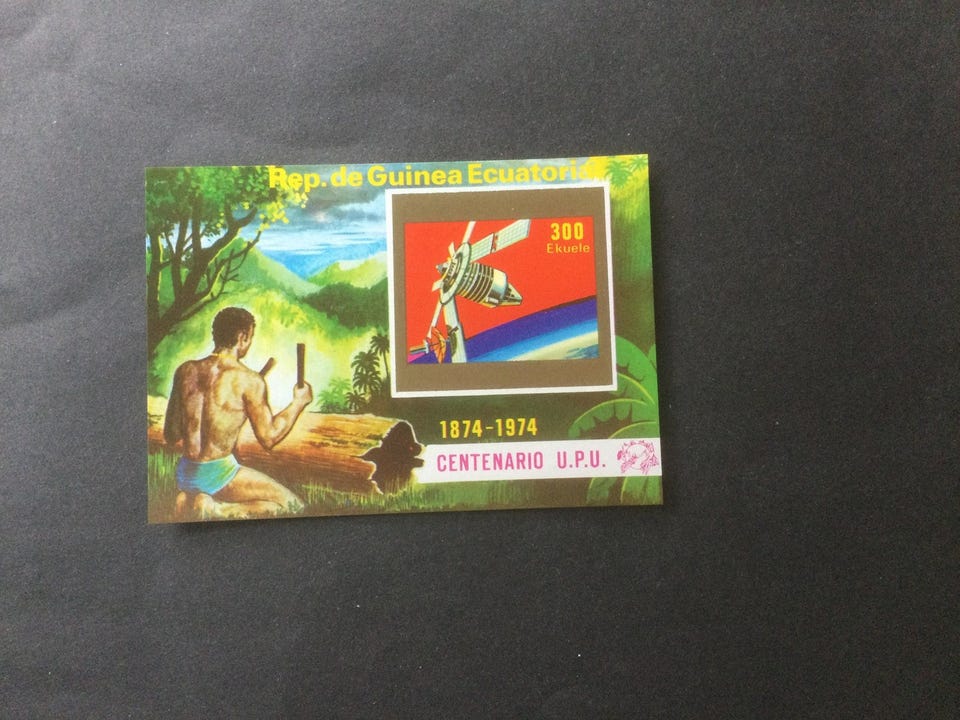 Rep. de Guinea Ecuatorial
300
Ekuele
1874-1974
CENTENARIO U.P.U.